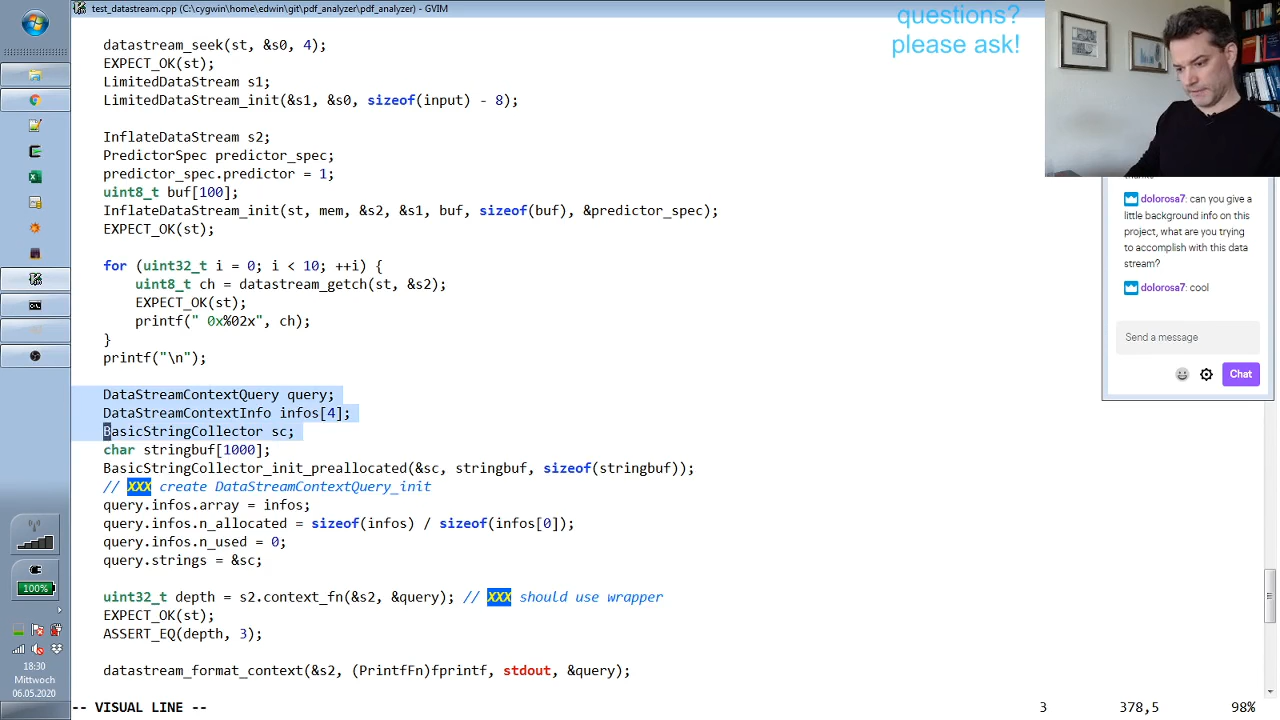 test_datastream.cpp (C:\cygwin\home\edwin\git\pdf_analyzer\pdf_analyzer) - GVIM
questions?
please ask!
datastream_seek(st, &s0, 4);
EXPECT_OK(st);
LimitedDataStream s1;
LimitedDataStream_init(&s1, &s0, sizeof(input) - 8);
InflateDataStream s2;
PredictorSpec predictor_spec;
predictor_spec.predictor = 1;
uint8_t buf[100];
InflateDataStream_init(st, mem, &s2, &s1, buf, sizeof(buf), &predictor_spec);
EXPECT_OK(st);
for (uint32_t i = 0; i < 10; ++i) {
uint8_t ch = datastream_getch(st, &s2);
EXPECT_OK(st);
printf(" 0x%02x", ch);
}
printf("\n");
DataStreamContextQuery query;
DataStreamContextInfo infos[4];
BasicStringCollector sc;
char stringbuf[1000];
BasicStringCollector_init_preallocated(&sc, stringbuf, sizeof(stringbuf));
// XXX create DataStreamContextQuery_init
query.infos.array = infos;
query.infos.n_allocated = sizeof(infos) / sizeof(infos[0]);
query.infos.n_used = 0;
query.strings = &sc;
uint32_t depth = s2.context_fn(&s2, &query); // XXX should use wrapper
EXPECT_OK(st);
ASSERT_EQ(depth, 3);
datastream_format_context(&s2, (PrintfFn)fprintf, stdout, &query);
-- VISUAL LINE -- 3 378,5 98%
dolorosa7: can you give
a little background info on this
project, what are you trying
to accomplish with this data
stream?
dolorosa7: cool
Send a message
Chat
100%
18:30
Mittwoch
06.05.2020